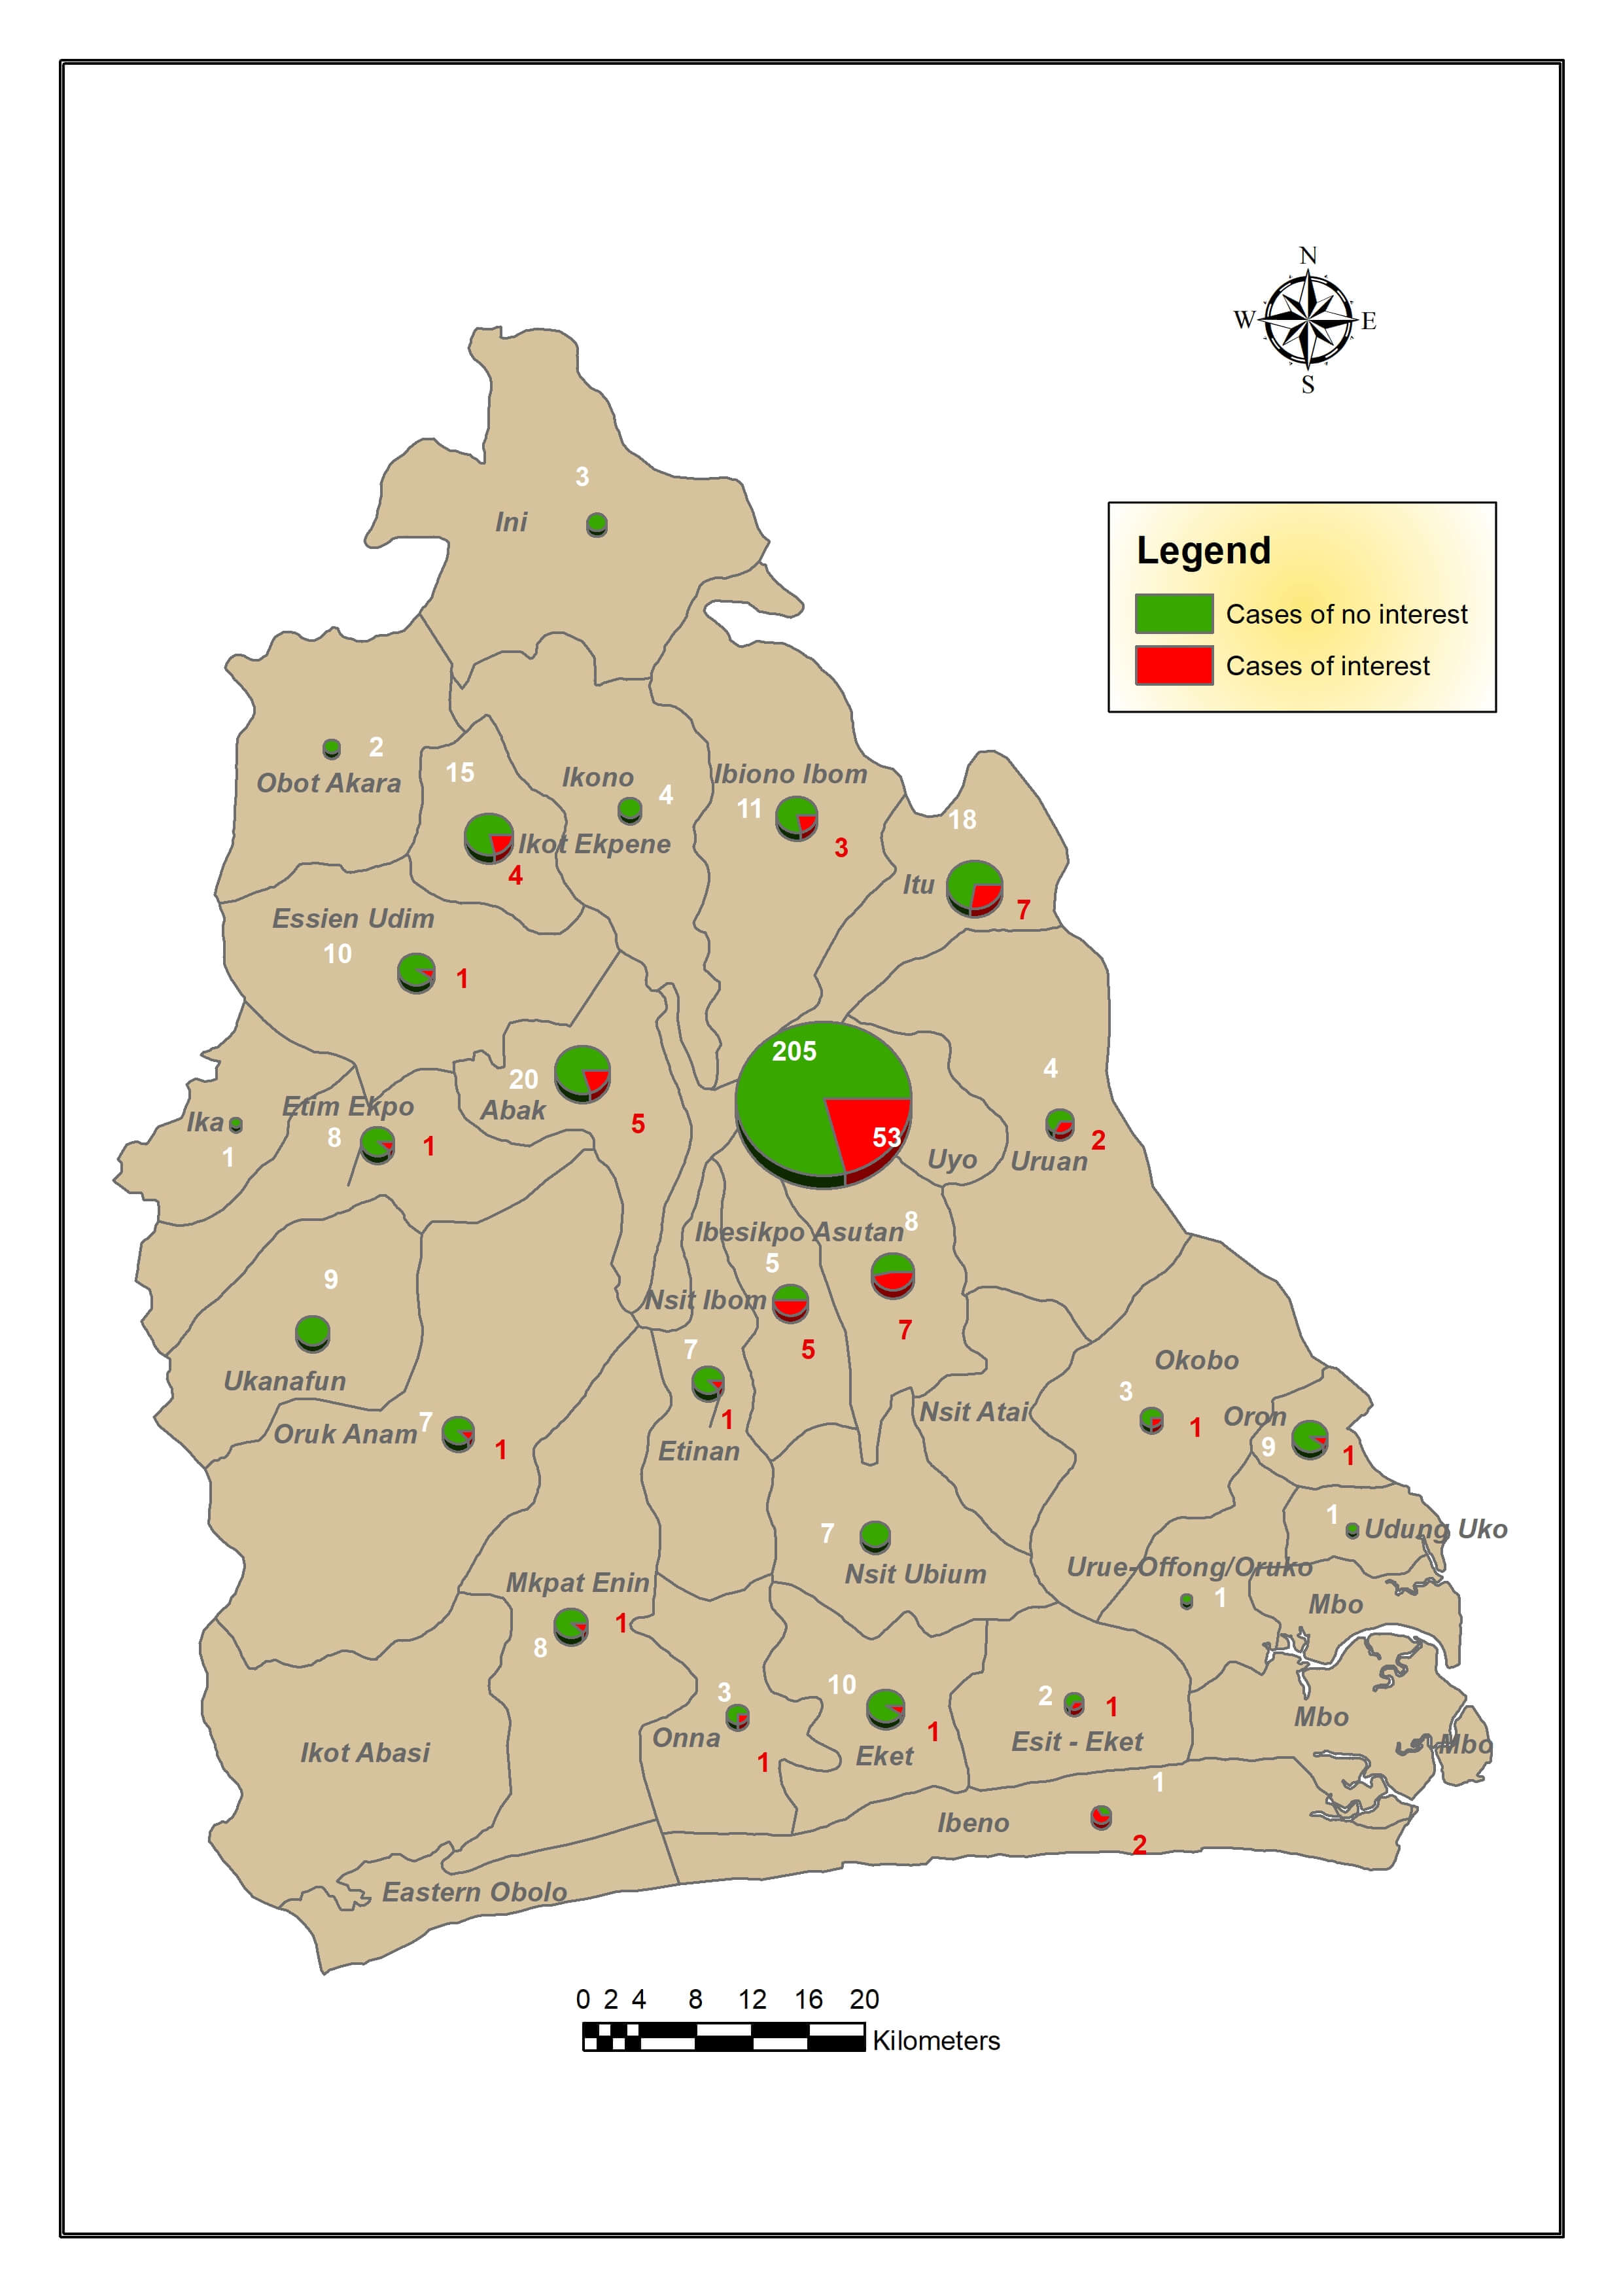 N
W E
S
Legend
Cases of no interest
Cases of interest
3
Ini
2
Obot Akara
15
Ikot Ekpene
4
Ikono
4
Ibiono Ibom
11
3
18
Itu
7
Essien Udim
10
1
205
53
Uyo
4
2
Uruan
20
Abak
5
Etim Ekpo
8
1
Ika
1
Ibesikpo Asutan
8
7
5
Nsit Ibom
5
9
Ukanafun
7
1
Etinan
Oruk Anam
7
1
Nsit Atai
Okobo
3
1
Oron
9
1
1
Udung Uko
7
Nsit Ubium
Urue-Offong/Oruko
1
Mbo
Mkpat Enin
8
1
3
Onna
1
10
Eket
1
2
1
Esit - Eket
Mbo
Mbo
Ikot Abasi
1
Ibeno
2
Eastern Obolo
0 2 4 8 12 16 20
Kilometers